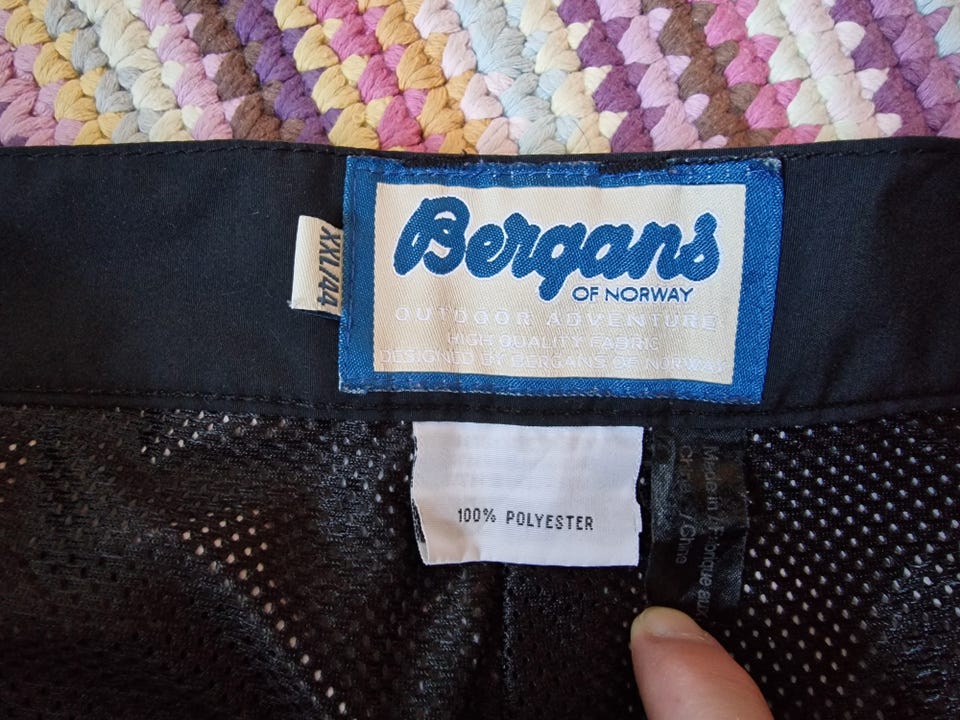 Bergans
OF NORWAY
OUTDOOR ADVENTURE
HIGH QUALITY FABRIC
DESIGNED BY BERGANS OF NORWAY
XXL/44
100% POLYESTER
Made in /
/Chine